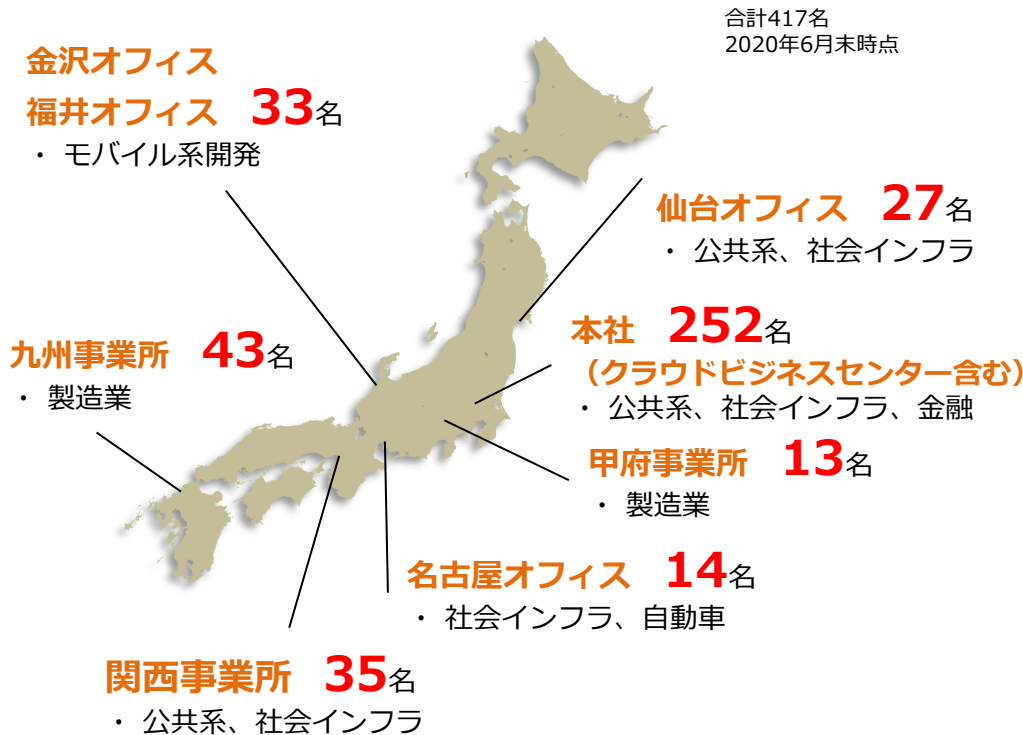 合計417名
2020年6月末時点
金沢オフィス
福井オフィス 33名
・ モバイル系開発
仙台オフィス 27名
・ 公共系、社会インフラ
本社 252名
（クラウドビジネスセンター含む）
・ 公共系、社会インフラ、金融
九州事業所 43名
・ 製造業
甲府事業所 13名
・ 製造業
名古屋オフィス 14名
・ 社会インフラ、自動車
関西事業所 35名
・ 公共系、社会インフラ